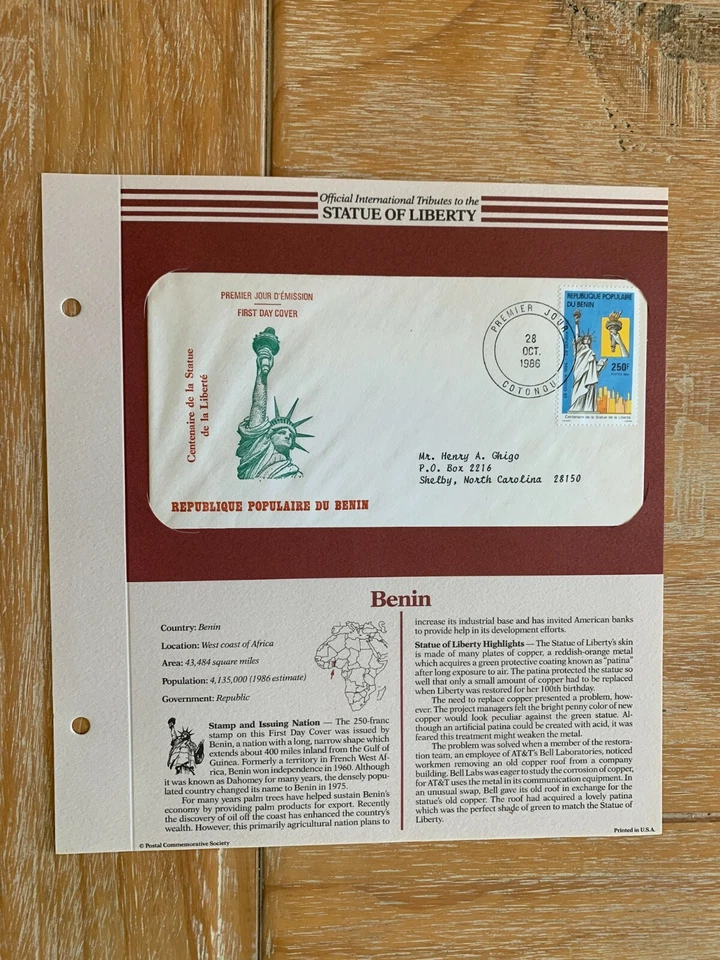 Official International Tributes to the
STATUE OF LIBERTY
PREMIER JOUR D'ÉMISSION
FIRST DAY COVER
Centenaire de la Statue
de la Liberté
REPUBLIQUE POPULAIRE DU BENIN
PREMIER JOUR
28
OCT.
1986
COTONOU
REPUBLIQUE POPULAIRE
DU BENIN
250F
Centenaire de la Statue de la Liberté
Mr. Henry A. Ghigo
P.O. Box 2216
Shelby, North Carolina 28150
Benin
Country: Benin
Location: West coast of Africa
Area: 43,484 square miles
Population: 4,135,000 (1986 estimate)
Government: Republic
Stamp and Issuing Nation — The 250-franc
stamp on this First Day Cover was issued by
Benin, a nation with a long, narrow shape which
extends about 400 miles inland from the Gulf of
Guinea. Formerly a territory in French West Af-
rica, Benin won independence in 1960. Although
it was known as Dahomey for many years, the densely popu-
lated country changed its name to Benin in 1975.
For many years palm trees have helped sustain Benin's
economy by providing palm products for export. Recently
the discovery of oil off the coast has enhanced the country's
wealth. However, this primarily agricultural nation plans to
increase its industrial base and has invited American banks
to provide help in its development efforts.
Statue of Liberty Highlights — The Statue of Liberty's skin
is made of many plates of copper, a reddish-orange metal
which acquires a green protective coating known as "patina"
after long exposure to air. The patina protected the statue so
well that only a small amount of copper had to be replaced
when Liberty was restored for her 100th birthday.
The need to replace copper presented a problem, how-
ever. The project managers felt the bright penny color of new
copper would look peculiar against the green statue. Al-
though an artificial patina could be created with acid, it was
feared this treatment might weaken the metal.
The problem was solved when a member of the restora-
tion team, an employee of AT&T's Bell Laboratories, noticed
workmen removing an old copper roof from a company
building. Bell Labs was eager to study the corrosion of copper,
for AT&T uses the metal in its communication equipment. In
an unusual swap, Bell gave its old roof in exchange for the
statue's old copper. The roof had acquired a lovely patina
which was the perfect shade of green to match the Statue of
Liberty.
© Postal Commemorative Society
Printed in U.S.A.